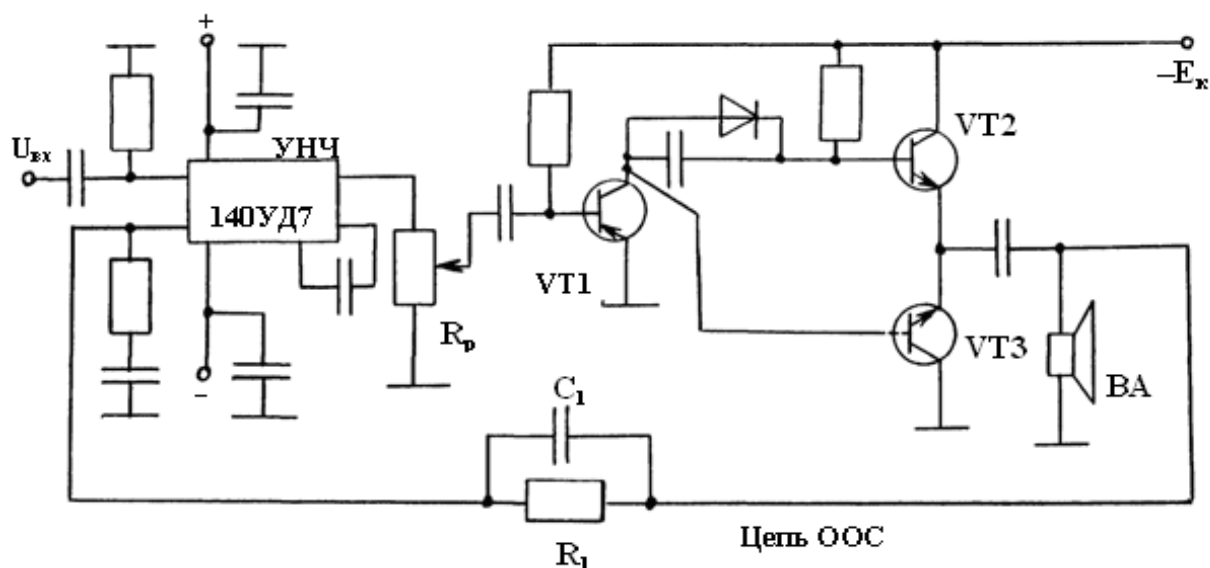 +
–Eк
Uвх
УНЧ
140УД7
VT2
VT1
Rр
VT3
BA
–
C1
R1
Цепь ООС